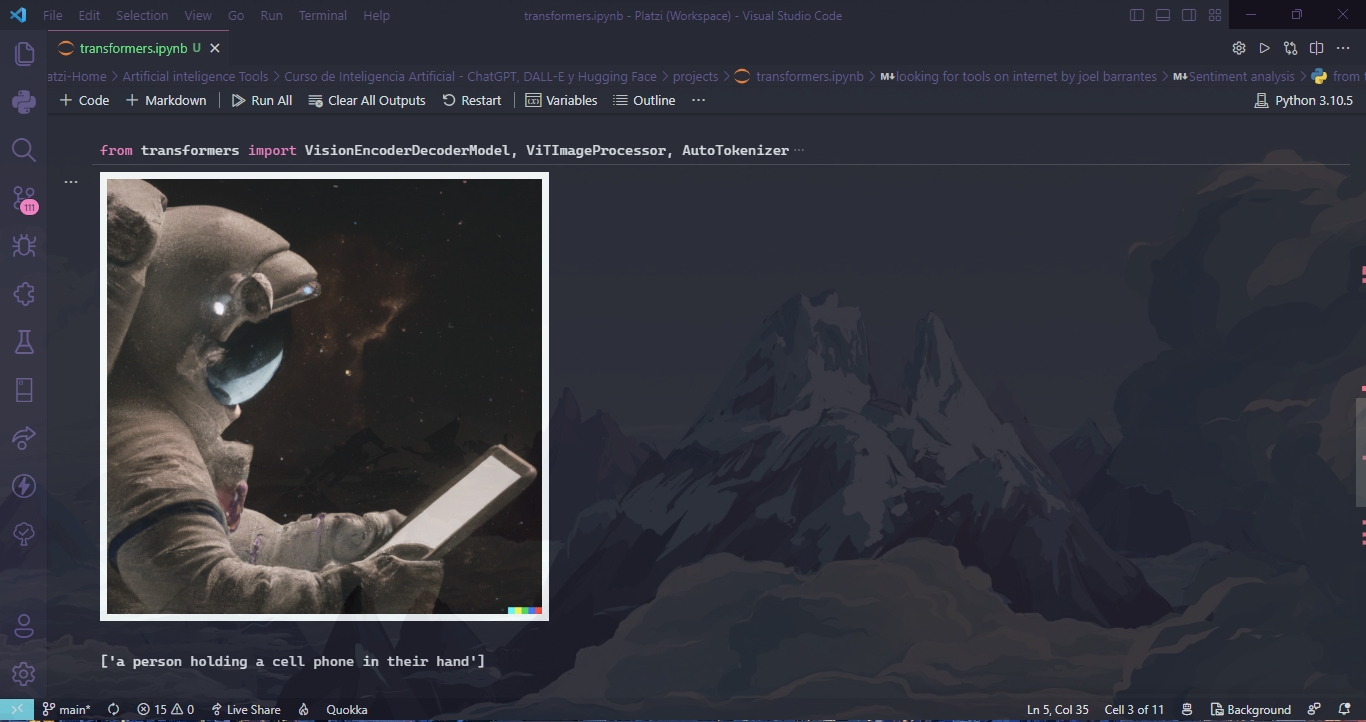 File Edit Selection View Go Run Terminal Help transformers.ipynb - Platzi (Workspace) - Visual Studio Code
transformers.ipynb U
atzi-Home > Artificial inteligence Tools > Curso de Inteligencia Artificial - ChatGPT, DALL-E y Hugging Face > projects > transformers.ipynb > M↓looking for tools on internet by joel barrantes > M↓Sentiment analysis > from
+ Code + Markdown Run All Clear All Outputs Restart Variables Outline ... Python 3.10.5
from transformers import VisionEncoderDecoderModel, ViTImageProcessor, AutoTokenizer ...
...
111
['a person holding a cell phone in their hand']
main* 15 0 Live Share Quokka Ln 5, Col 35 Cell 3 of 11 Background